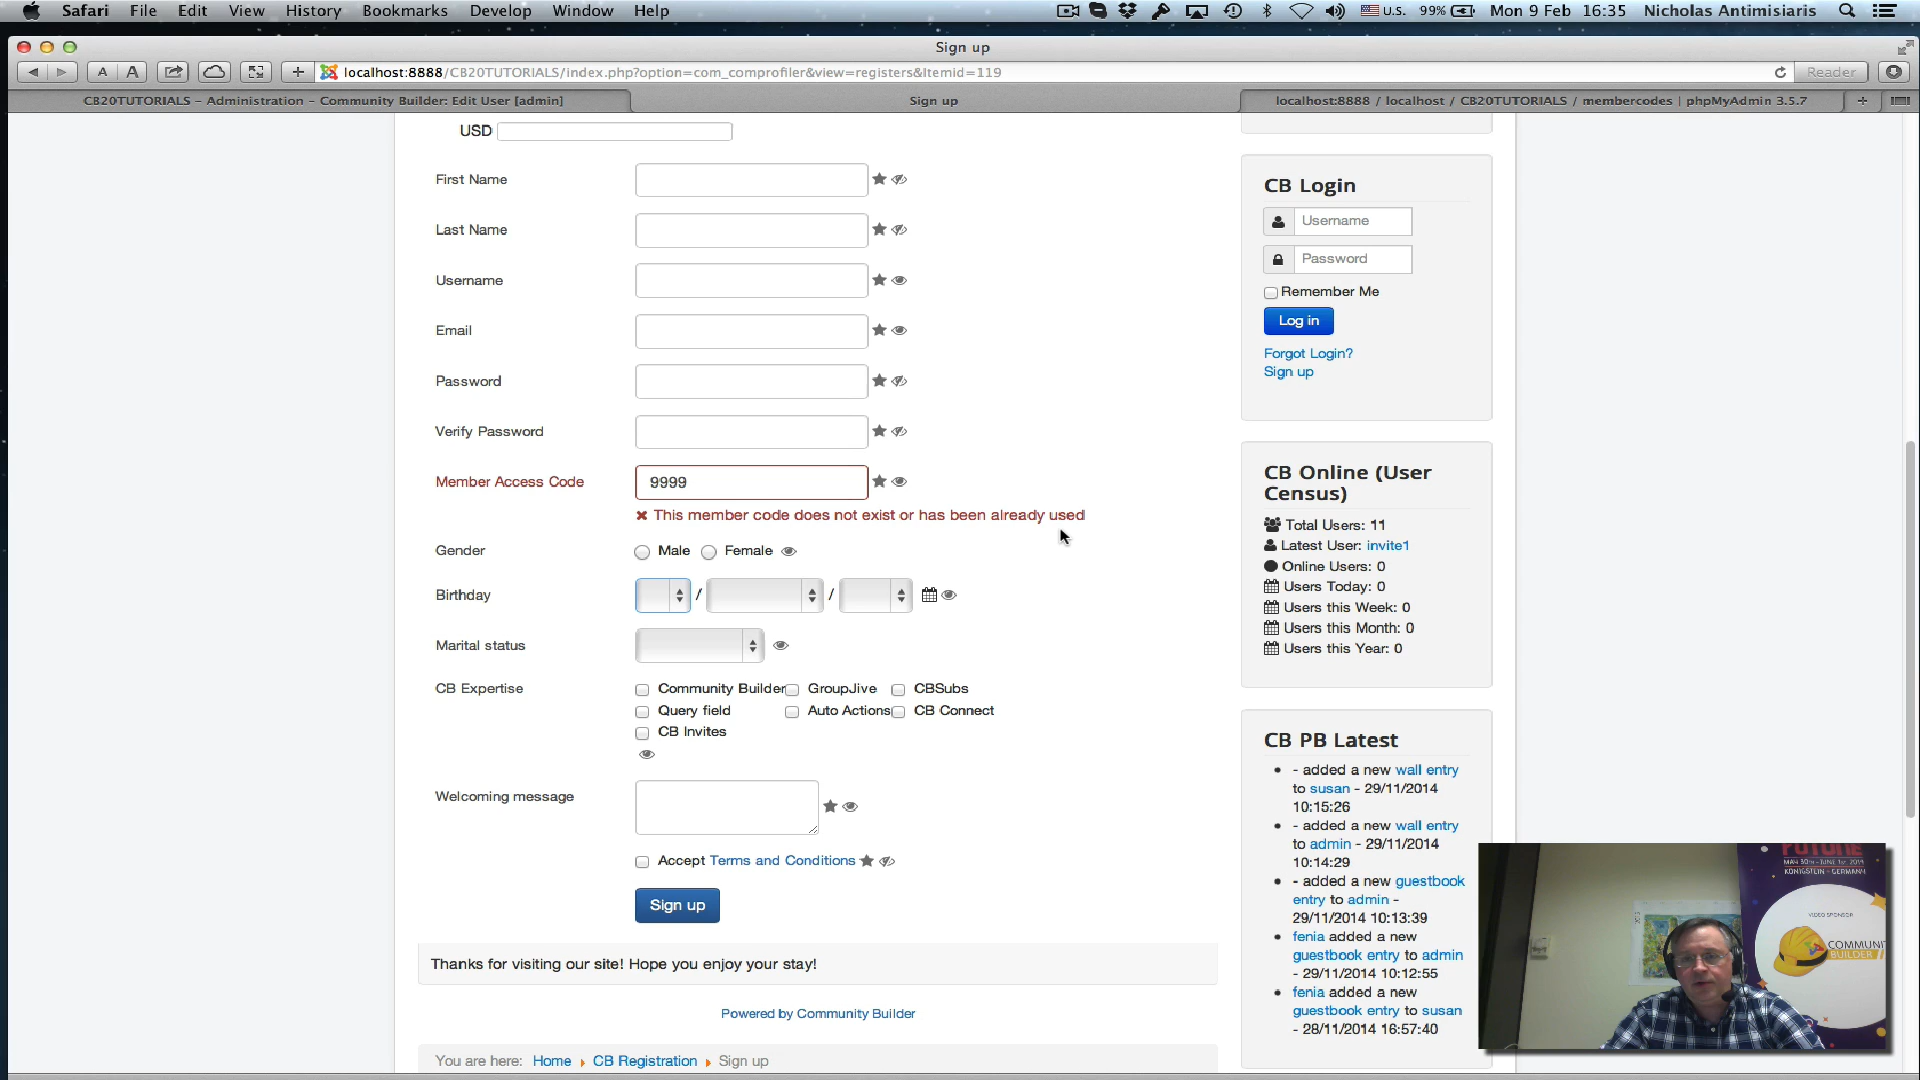 Safari File Edit View History Bookmarks Develop Window Help U.S. 99% Mon 9 Feb 16:35 Nicholas Antimisiaris
Sign up
A A + localhost:8888/CB20TUTORIALS/index.php?option=com_comprofiler&view=registers&Itemid=119 Reader
CB20TUTORIALS - Administration - Community Builder: Edit User [admin] Sign up localhost:8888 / localhost / CB20TUTORIALS / membercodes | phpMyAdmin 3.5.7 +
USD
First Name
Last Name
Username
Email
Password
Verify Password
Member Access Code 9999
This member code does not exist or has been already used
Gender Male Female
Birthday / /
Marital status
CB Expertise Community Builder GroupJive CBSubs
Query field Auto Actions CB Connect
CB Invites
Welcoming message
Accept Terms and Conditions
Sign up
Thanks for visiting our site! Hope you enjoy your stay!
Powered by Community Builder
You are here: Home CB Registration Sign up
CB Login
Username
Password
Remember Me
Log in
Forgot Login?
Sign up
CB Online (User
Census)
Total Users: 11
Latest User: invite1
Online Users: 0
Users Today: 0
Users this Week: 0
Users this Month: 0
Users this Year: 0
CB PB Latest
- added a new wall entry
to susan - 29/11/2014
10:15:26
- added a new wall entry
to admin - 29/11/2014
10:14:29
- added a new guestbook
entry to admin -
29/11/2014 10:13:39
fenia added a new
guestbook entry to admin
- 29/11/2014 10:12:55
fenia added a new
guestbook entry to susan
- 28/11/2014 16:57:40
FUTURE
MAY 30th - JUNE 1st, 2014
KÖNIGSTEIN - GERMANY
VIDEO SPONSOR
COMMUNI
BUILDER